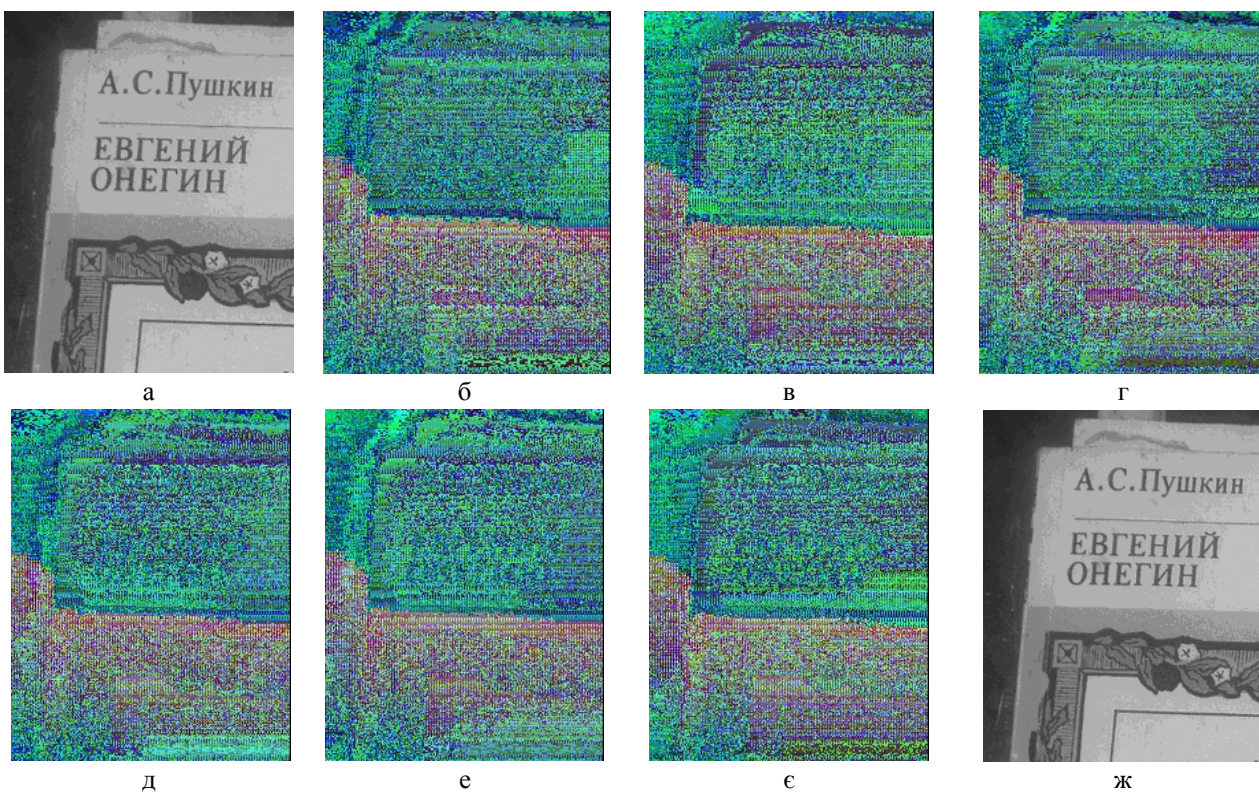 А.С.Пушкин
ЕВГЕНИЙ
ОНЕГИН
а
б
в
г
А.С.Пушкин
ЕВГЕНИЙ
ОНЕГИН
д
е
є
ж